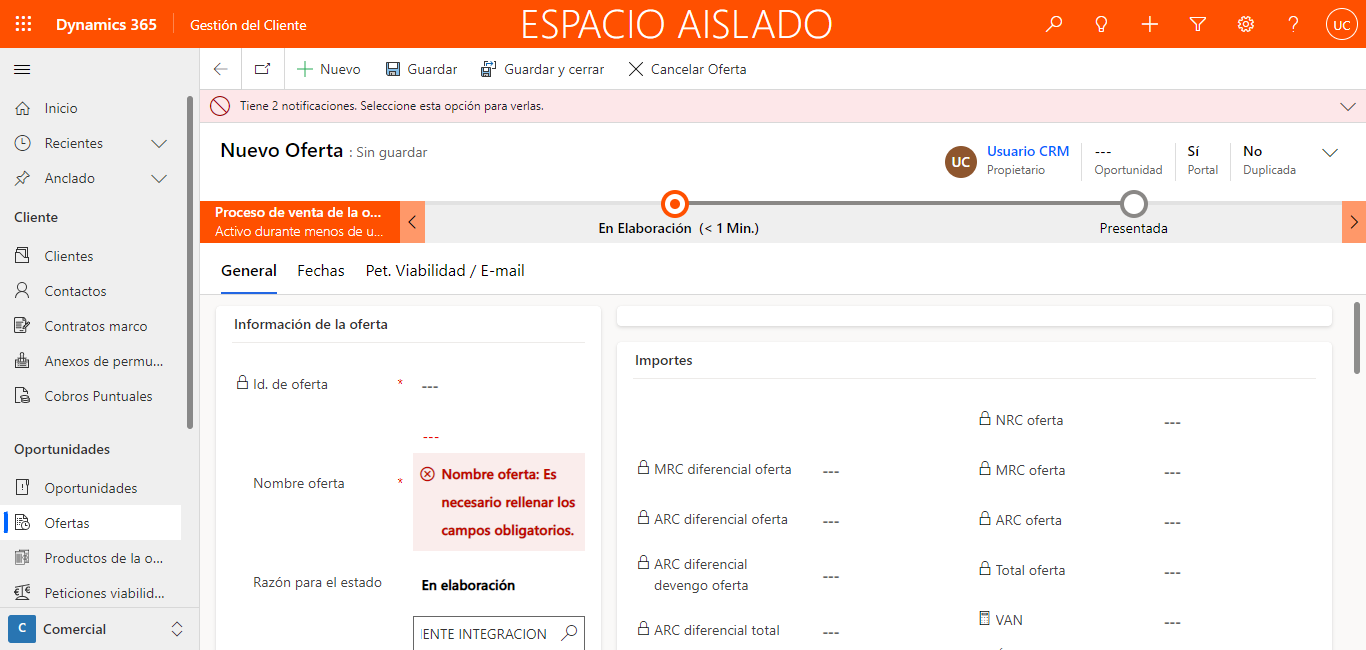 Dynamics 365
Gestión del Cliente
ESPACIO AISLADO
?
UC
Nuevo
Guardar
Guardar y cerrar
Cancelar Oferta
Tiene 2 notificaciones. Seleccione esta opción para verlas.
Inicio
Recientes
Anclado
Cliente
Clientes
Contactos
Contratos marco
Anexos de permu...
Cobros Puntuales
Oportunidades
Oportunidades
Ofertas
Productos de la o...
Peticiones viabilid...
C
Comercial
Nuevo Oferta : Sin guardar
UC
Usuario CRM
Propietario
---
Oportunidad
Sí
Portal
No
Duplicada
Proceso de venta de la o...
Activo durante menos de u...
En Elaboración (< 1 Min.)
Presentada
General
Fechas
Pet. Viabilidad / E-mail
Información de la oferta
Id. de oferta * ---
---
Nombre oferta *
Nombre oferta: Es
necesario rellenar los
campos obligatorios.
Razón para el estado
En elaboración
ENTE INTEGRACION
Importes
MRC diferencial oferta ---
ARC diferencial oferta ---
ARC diferencial
devengo oferta ---
ARC diferencial total ---
NRC oferta ---
MRC oferta ---
ARC oferta ---
Total oferta ---
VAN ---